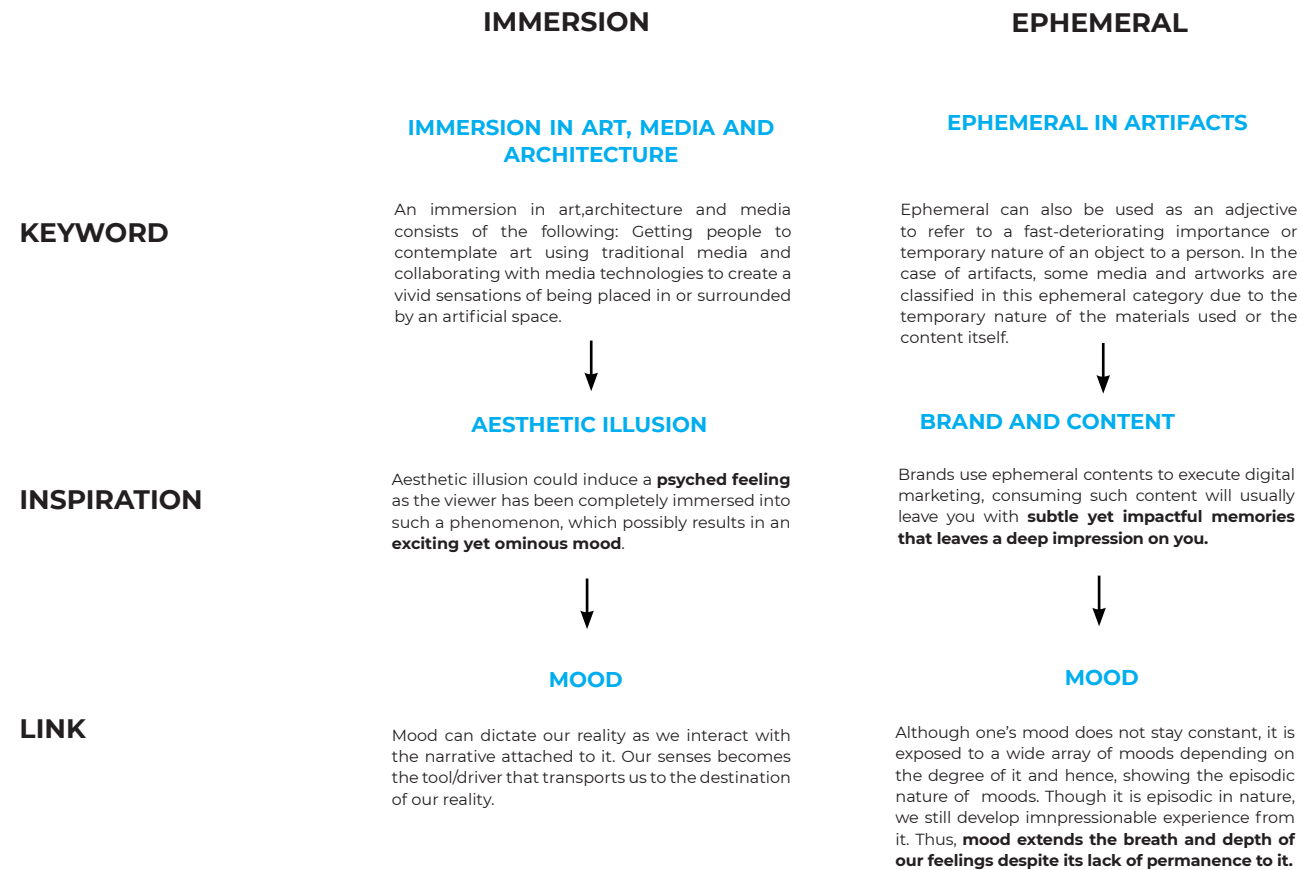 IMMERSION
EPHEMERAL
IMMERSION IN ART, MEDIA AND
ARCHITECTURE
EPHEMERAL IN ARTIFACTS
KEYWORD
An immersion in art,architecture and media
consists of the following: Getting people to
contemplate art using traditional media and
collaborating with media technologies to create a
vivid sensations of being placed in or surrounded
by an artificial space.
Ephemeral can also be used as an adjective
to refer to a fast-deteriorating importance or
temporary nature of an object to a person. In the
case of artifacts, some media and artworks are
classified in this ephemeral category due to the
temporary nature of the materials used or the
content itself.
AESTHETIC ILLUSION
BRAND AND CONTENT
INSPIRATION
Aesthetic illusion could induce a psyched feeling
as the viewer has been completely immersed into
such a phenomenon, which possibly results in an
exciting yet ominous mood.
Brands use ephemeral contents to execute digital
marketing, consuming such content will usually
leave you with subtle yet impactful memories
that leaves a deep impression on you.
MOOD
MOOD
LINK
Mood can dictate our reality as we interact with
the narrative attached to it. Our senses becomes
the tool/driver that transports us to the destination
of our reality.
Although one's mood does not stay constant, it is
exposed to a wide array of moods depending on
the degree of it and hence, showing the episodic
nature of moods. Though it is episodic in nature,
we still develop imnpressionable experience from
it. Thus, mood extends the breath and depth of
our feelings despite its lack of permanence to it.